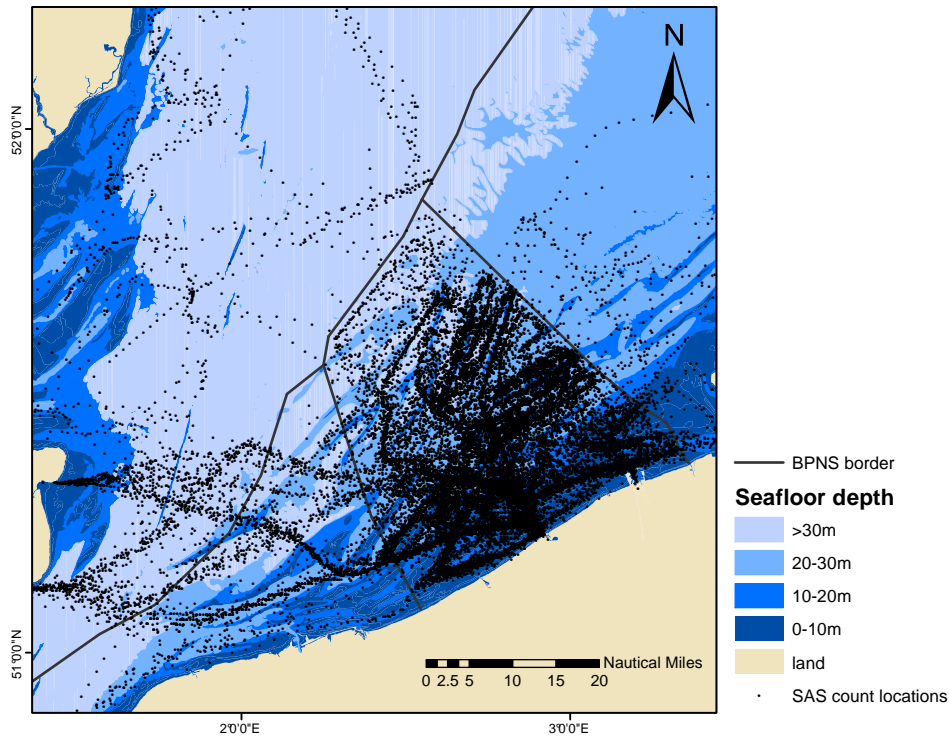 N
52°0'0"N
51°0'0"N
2°0'0"E
3°0'0"E
Nautical Miles
0 2.5 5 10 15 20
BPNS border
Seafloor depth
>30m
20-30m
10-20m
0-10m
land
SAS count locations